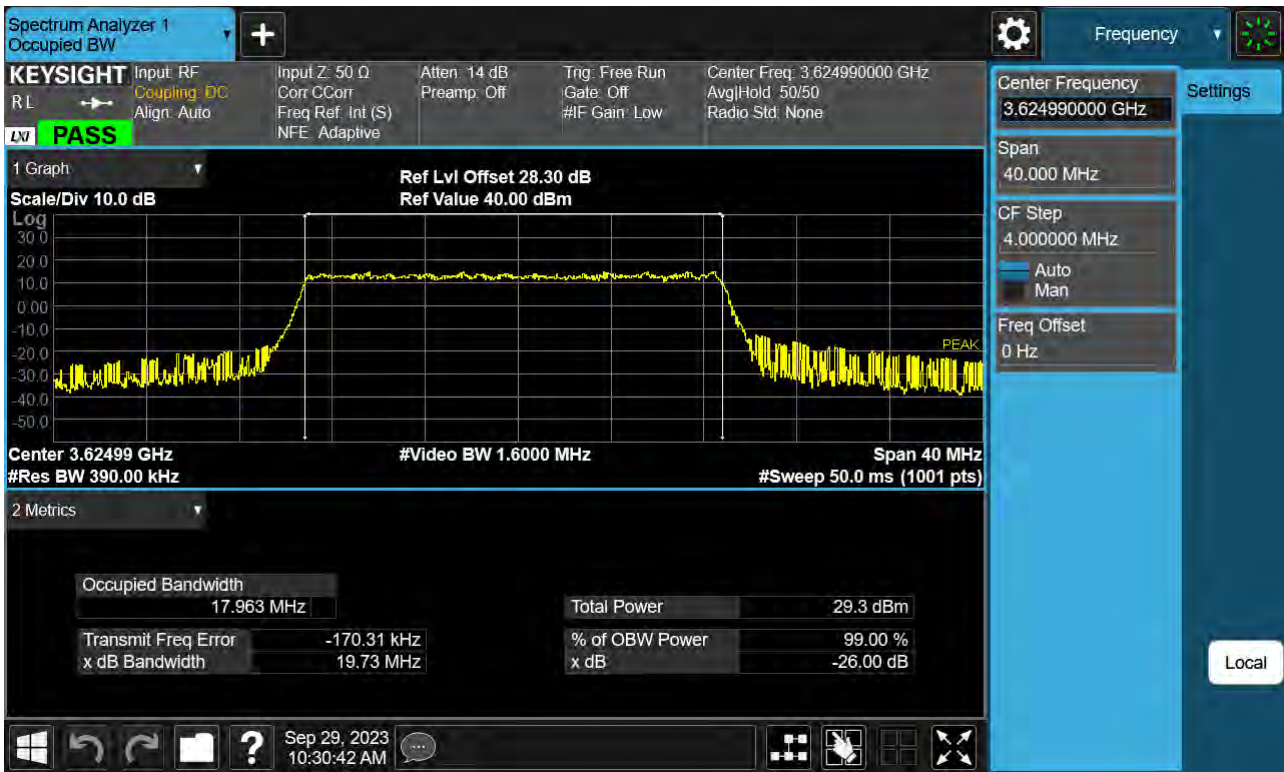 Spectrum Analyzer 1
Occupied BW
+
Frequency
KEYSIGHT
RL
LXI
PASS
Input: RF
Coupling: DC
Align: Auto
Input Z: 50 Ω
Corr CCorr
Freq Ref: Int (S)
NFE: Adaptive
Atten: 14 dB
Preamp: Off
Trig: Free Run
Gate: Off
#IF Gain: Low
Center Freq: 3.624990000 GHz
Avg|Hold: 50/50
Radio Std: None
Center Frequency
3.624990000 GHz
Settings
Span
40.000 MHz
CF Step
4.000000 MHz
Auto
Man
Freq Offset
0 Hz
Local
1 Graph
Scale/Div 10.0 dB
Ref Lvl Offset 28.30 dB
Ref Value 40.00 dBm
Log
30.0
20.0
10.0
0.00
-10.0
-20.0
-30.0
-40.0
-50.0
PEAK
Center 3.62499 GHz
#Video BW 1.6000 MHz
Span 40 MHz
#Res BW 390.00 kHz
#Sweep 50.0 ms (1001 pts)
2 Metrics
Occupied Bandwidth
17.963 MHz
Total Power 29.3 dBm
Transmit Freq Error -170.31 kHz
% of OBW Power 99.00 %
x dB Bandwidth 19.73 MHz
x dB -26.00 dB
?
Sep 29, 2023
10:30:42 AM